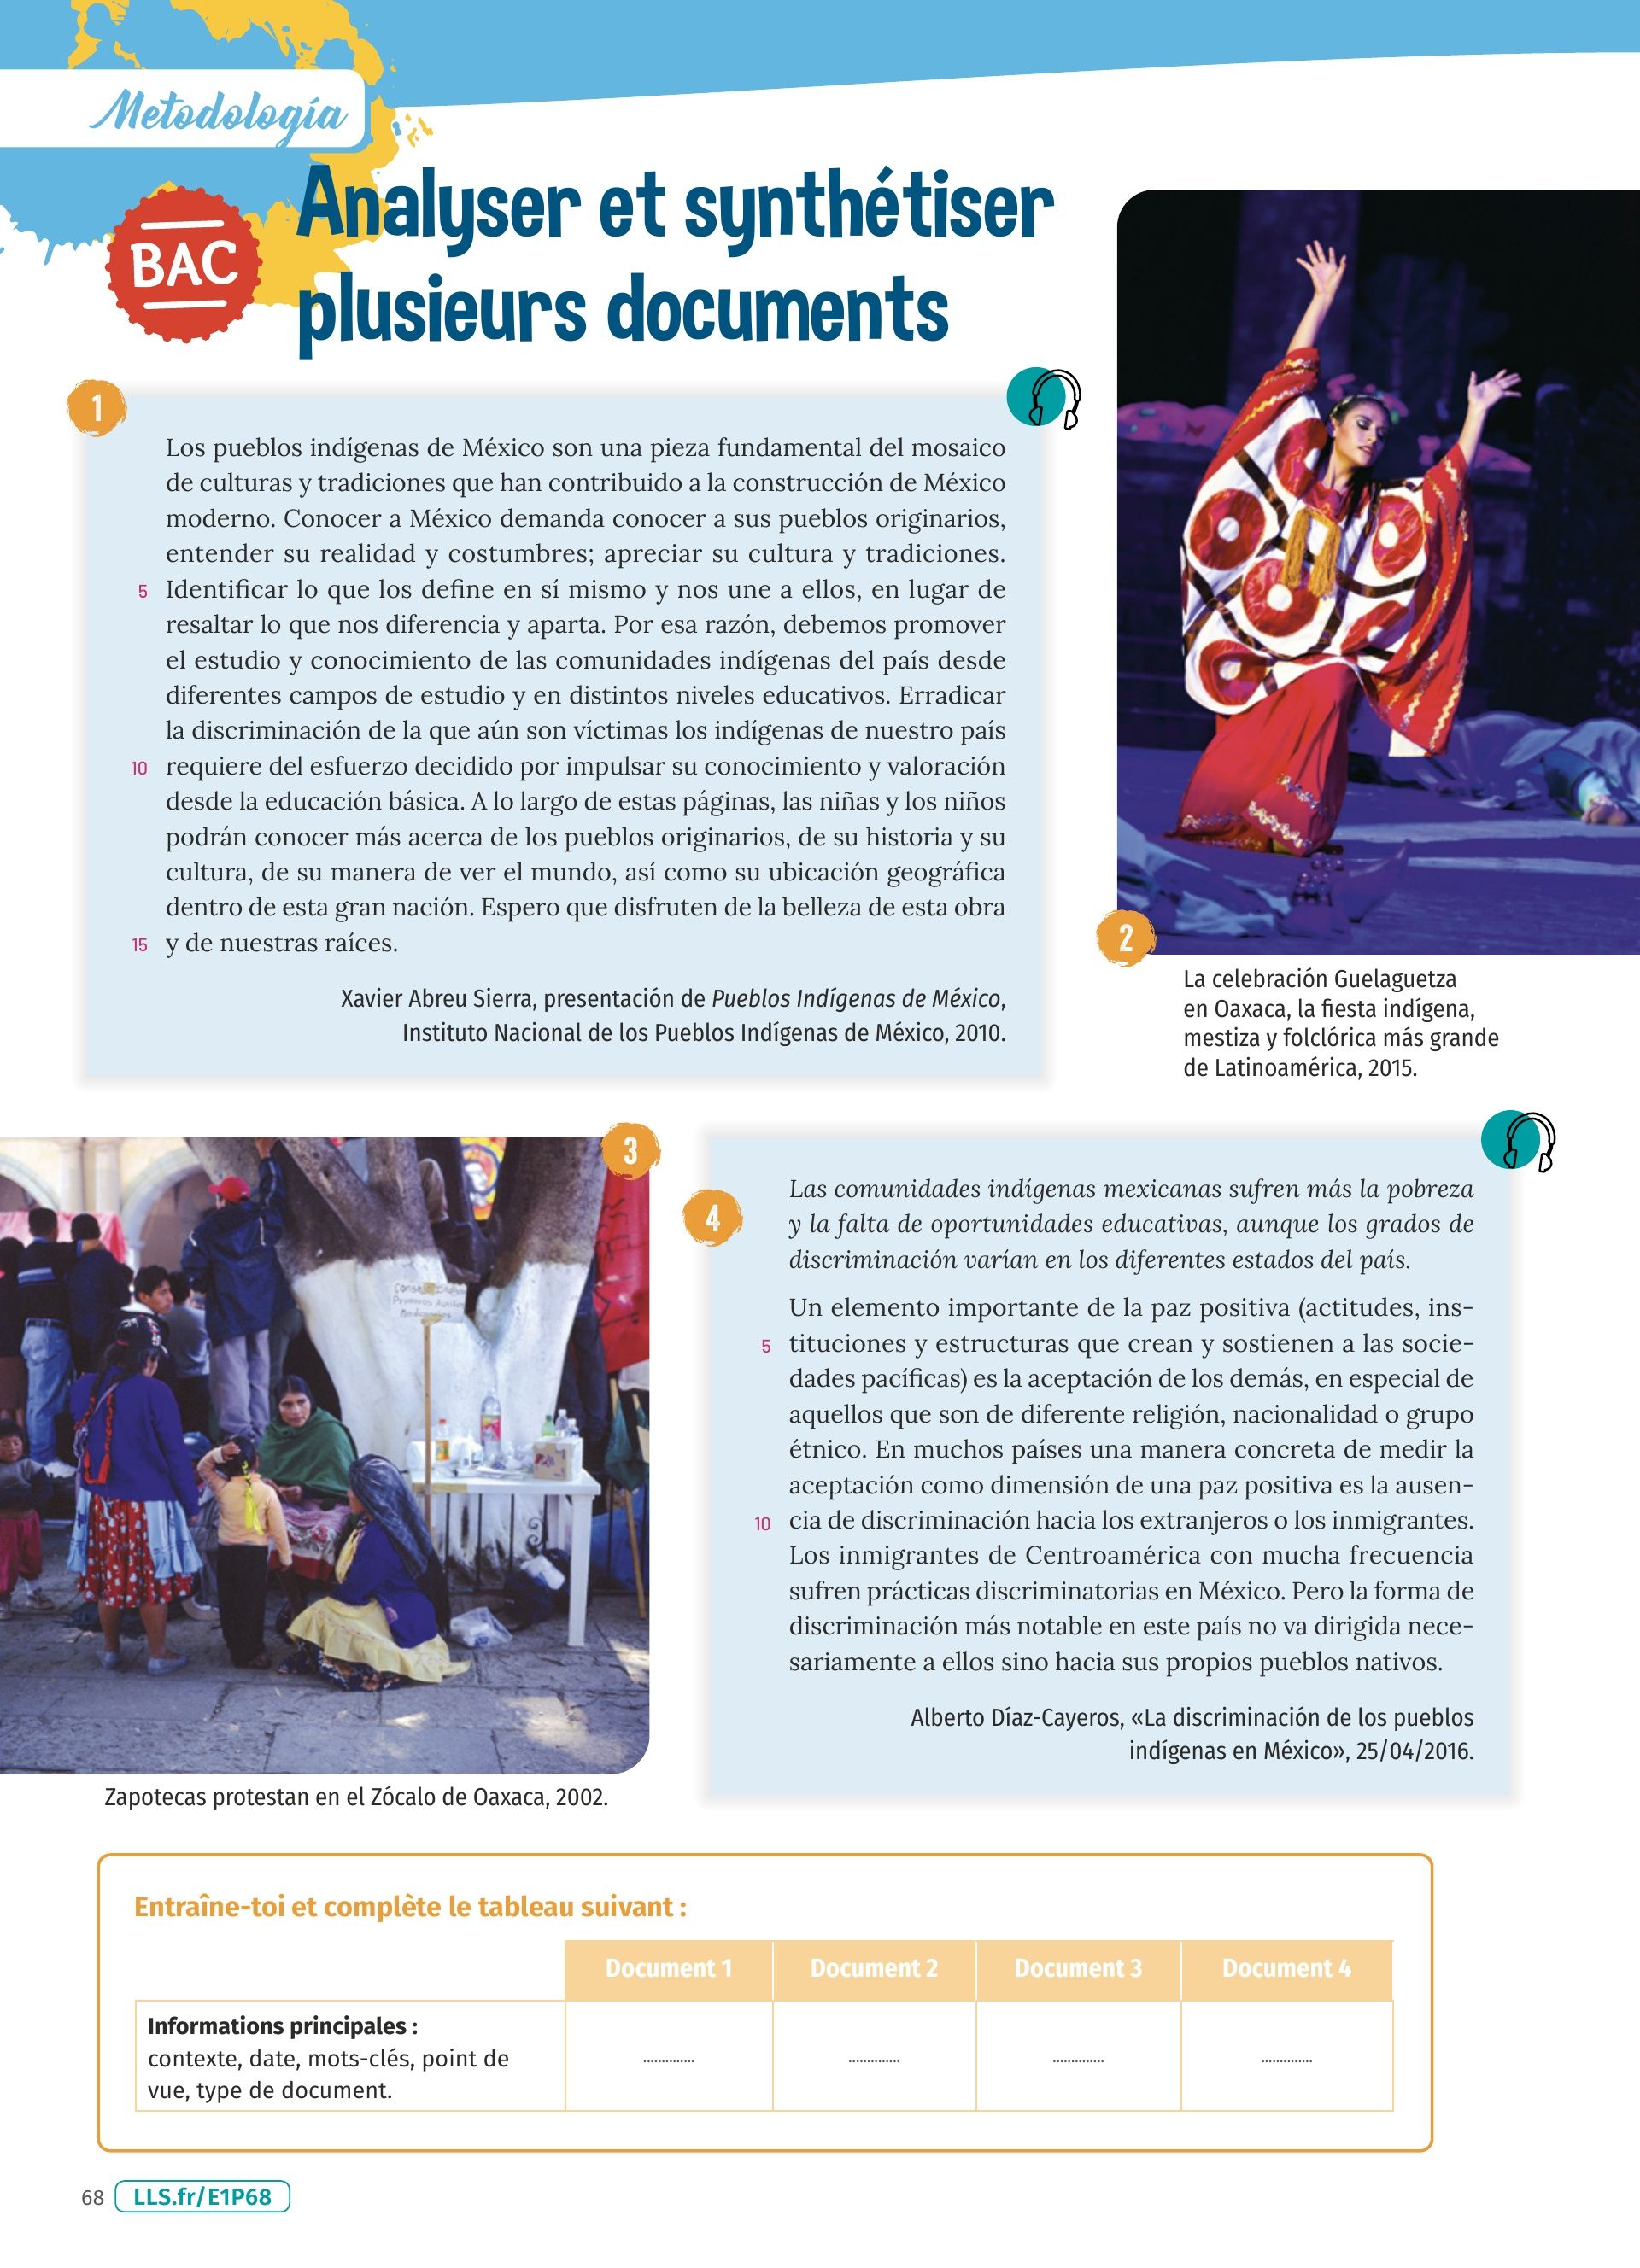 Metodología
BAC
Analyser et synthétiser
plusieurs documents
1
Los pueblos indígenas de México son una pieza fundamental del mosaico
de culturas y tradiciones que han contribuido a la construcción de México
moderno. Conocer a México demanda conocer a sus pueblos originarios,
entender su realidad y costumbres; apreciar su cultura y tradiciones.
5 Identificar lo que los define en sí mismo y nos une a ellos, en lugar de
resaltar lo que nos diferencia y aparta. Por esa razón, debemos promover
el estudio y conocimiento de las comunidades indígenas del país desde
diferentes campos de estudio y en distintos niveles educativos. Erradicar
la discriminación de la que aún son víctimas los indígenas de nuestro país
10 requiere del esfuerzo decidido por impulsar su conocimiento y valoración
desde la educación básica. A lo largo de estas páginas, las niñas y los niños
podrán conocer más acerca de los pueblos originarios, de su historia y su
cultura, de su manera de ver el mundo, así como su ubicación geográfica
dentro de esta gran nación. Espero que disfruten de la belleza de esta obra
15 y de nuestras raíces.
Xavier Abreu Sierra, presentación de Pueblos Indígenas de México,
Instituto Nacional de los Pueblos Indígenas de México, 2010.
2
La celebración Guelaguetza
en Oaxaca, la fiesta indígena,
mestiza y folclórica más grande
de Latinoamérica, 2015.
3
Zapotecas protestan en el Zócalo de Oaxaca, 2002.
4
Las comunidades indígenas mexicanas sufren más la pobreza
y la falta de oportunidades educativas, aunque los grados de
discriminación varían en los diferentes estados del país.
Un elemento importante de la paz positiva (actitudes, ins-
5 tituciones y estructuras que crean y sostienen a las socie-
dades pacíficas) es la aceptación de los demás, en especial de
aquellos que son de diferente religión, nacionalidad o grupo
étnico. En muchos países una manera concreta de medir la
aceptación como dimensión de una paz positiva es la ausen-
10 cia de discriminación hacia los extranjeros o los inmigrantes.
Los inmigrantes de Centroamérica con mucha frecuencia
sufren prácticas discriminatorias en México. Pero la forma de
discriminación más notable en este país no va dirigida nece-
sariamente a ellos sino hacia sus propios pueblos nativos.
Alberto Díaz-Cayeros, «La discriminación de los pueblos
indígenas en México», 25/04/2016.
Entraîne-toi et complète le tableau suivant :
Document 1 Document 2 Document 3 Document 4
Informations principales :
contexte, date, mots-clés, point de
vue, type de document.
.............. .............. .............. ..............
68 LLS.fr/E1P68